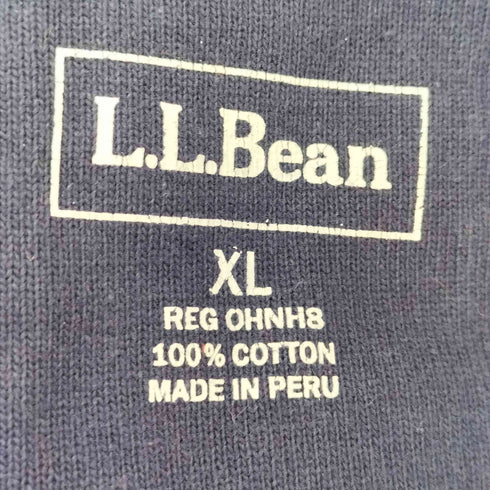 L.L.Bean
XL
REG OHNH8
100% COTTON
MADE IN PERU